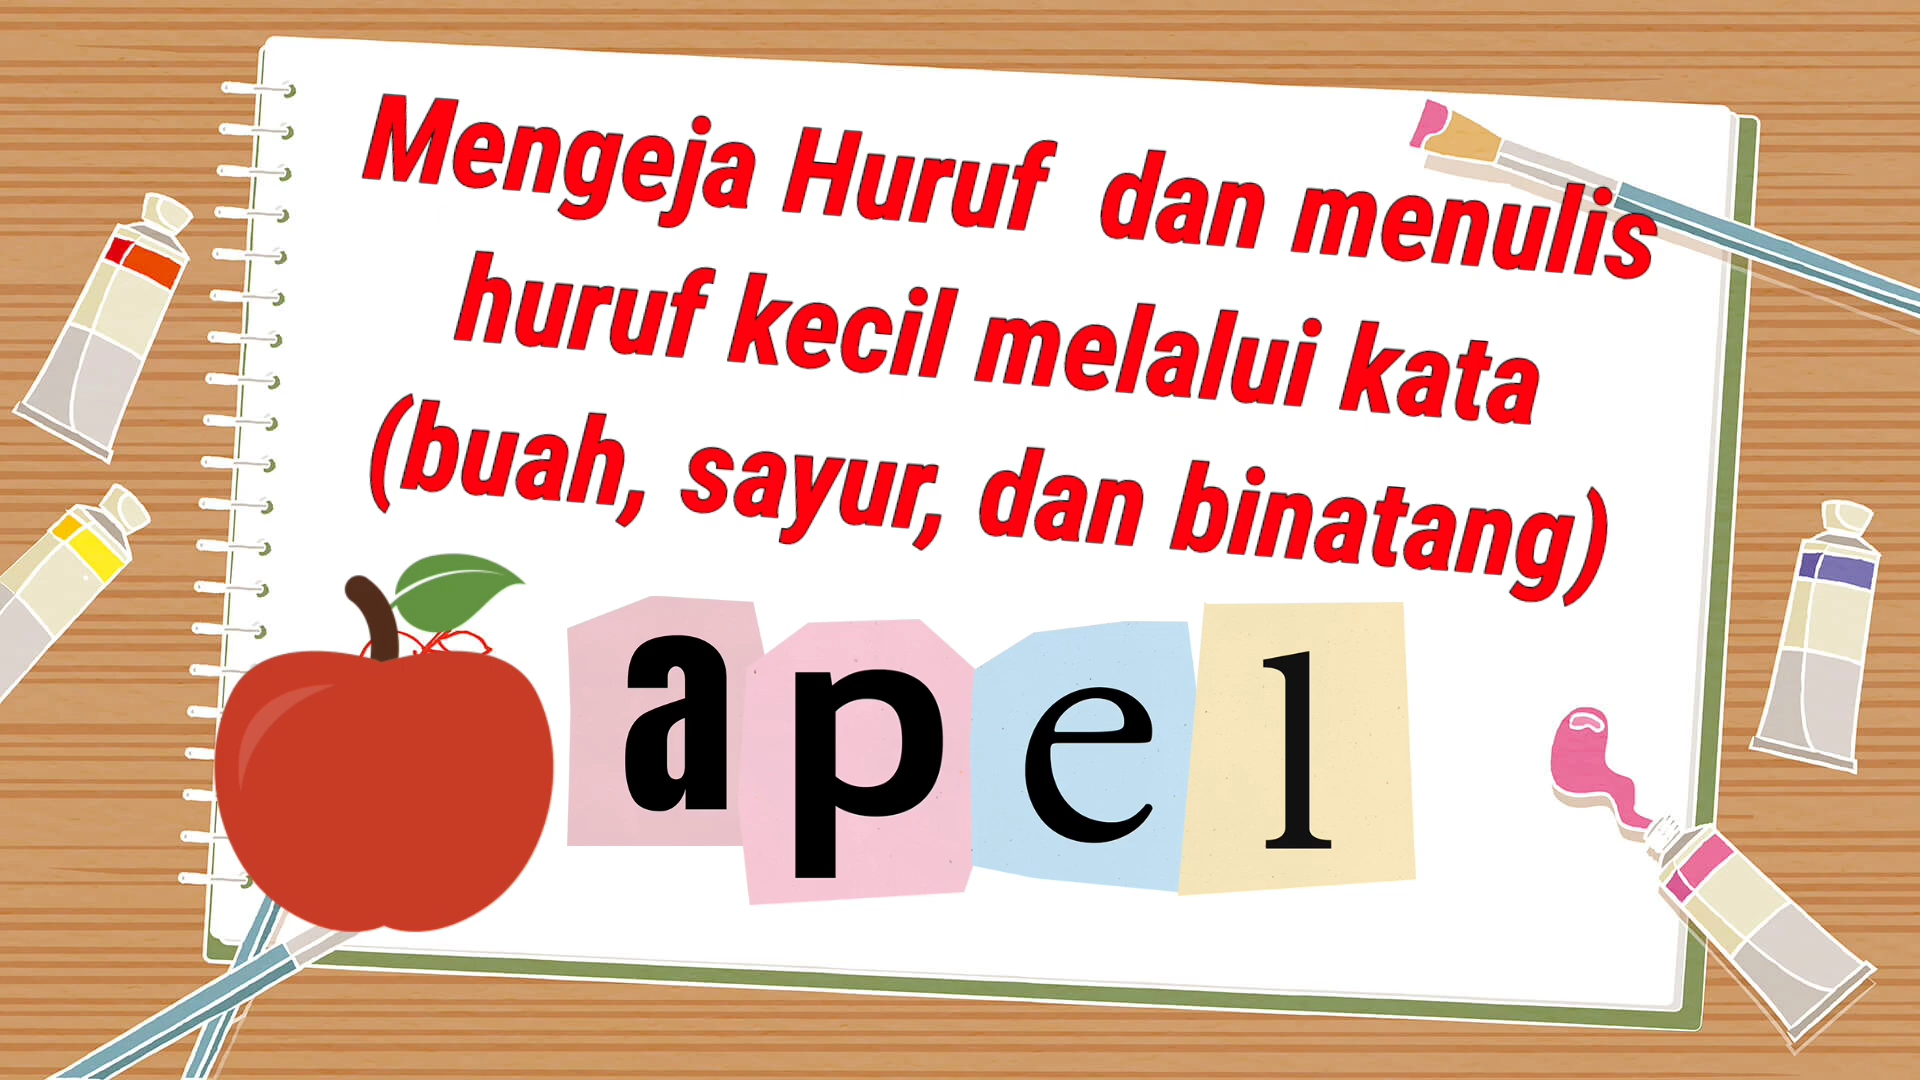 Mengeja Huruf dan menulis
huruf kecil melalui kata
(buah, sayur, dan binatang)
apel